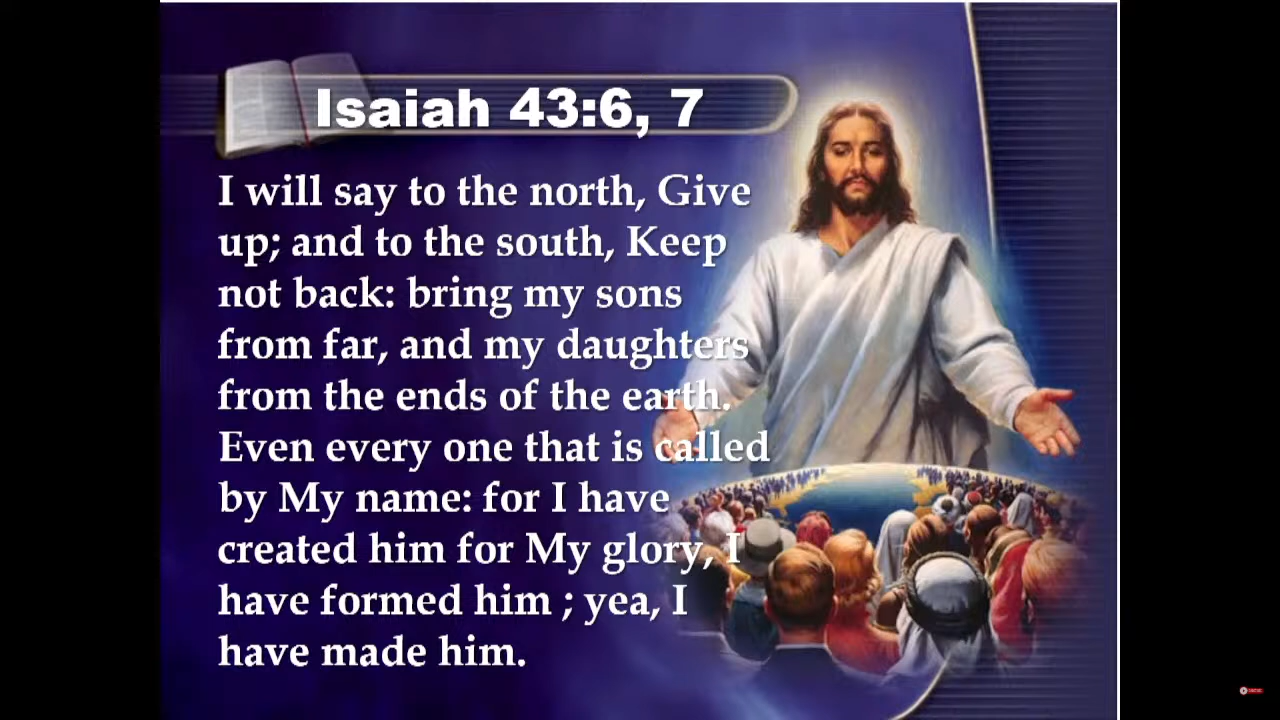 Isaiah 43:6, 7
I will say to the north, Give
up; and to the south, Keep
not back: bring my sons
from far, and my daughters
from the ends of the earth.
Even every one that is called
by My name: for I have
created him for My glory, I
have formed him ; yea, I
have made him.